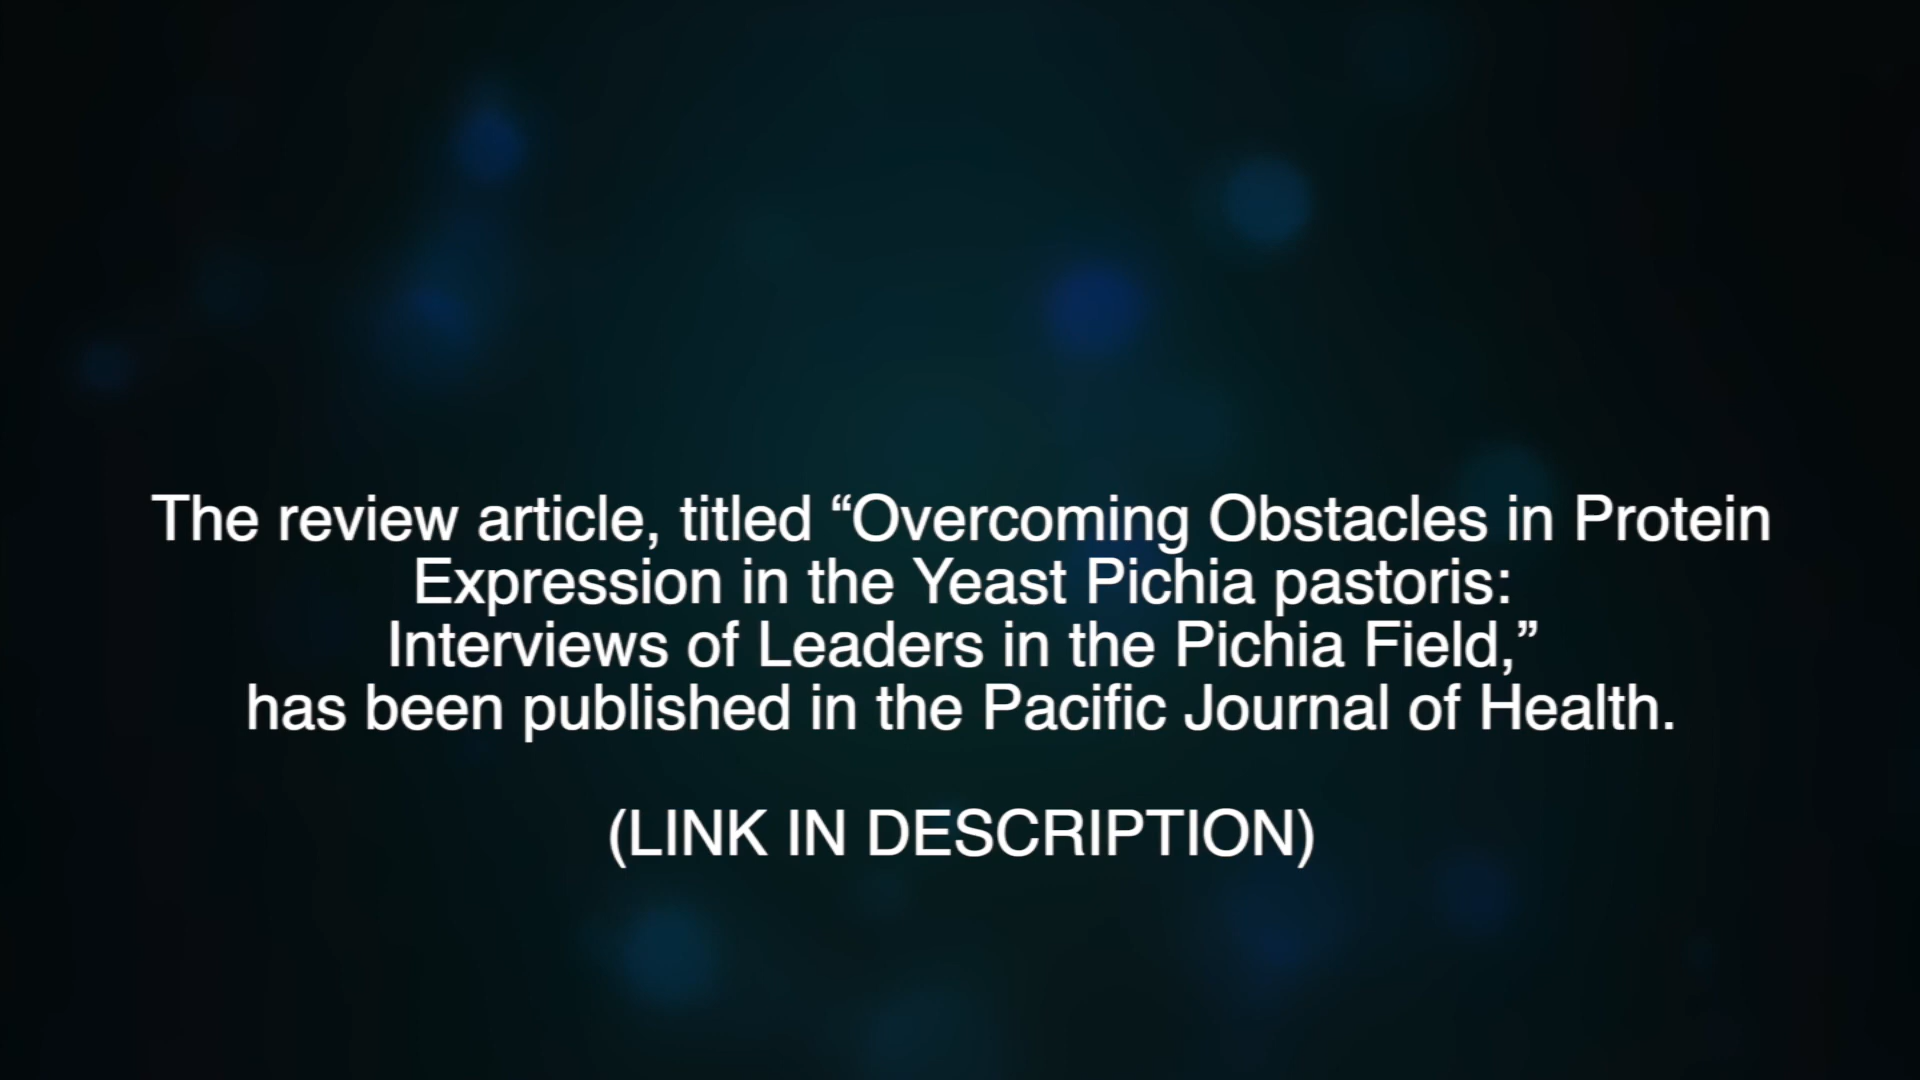 The review article, titled “Overcoming Obstacles in Protein
Expression in the Yeast Pichia pastoris:
Interviews of Leaders in the Pichia Field,”
has been published in the Pacific Journal of Health.
(LINK IN DESCRIPTION)